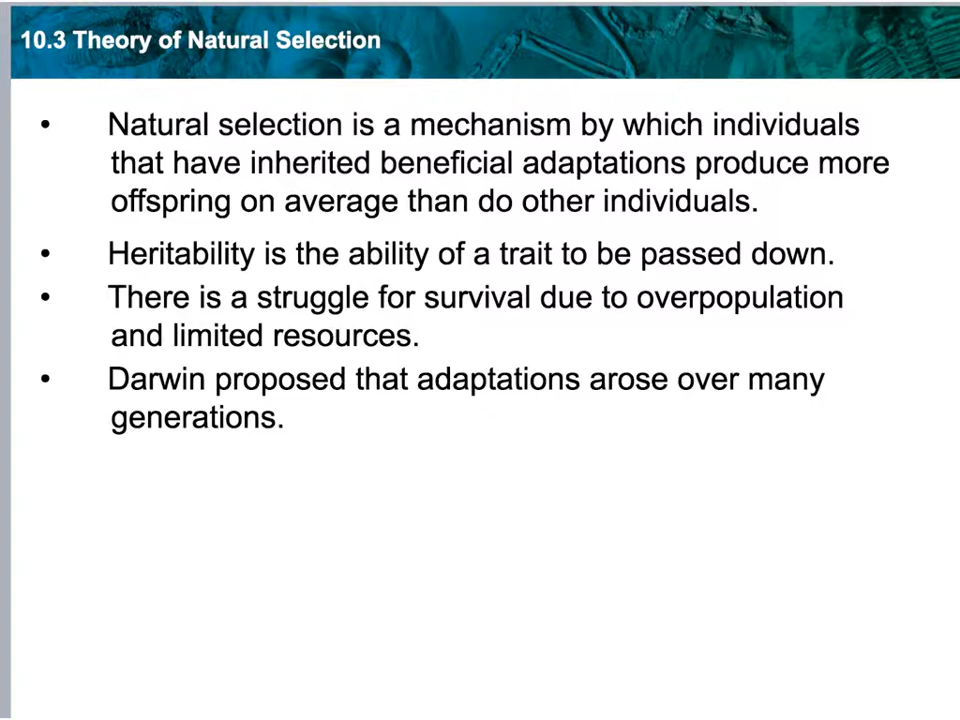 10.3 Theory of Natural Selection
• Natural selection is a mechanism by which individuals
that have inherited beneficial adaptations produce more
offspring on average than do other individuals.
• Heritability is the ability of a trait to be passed down.
• There is a struggle for survival due to overpopulation
and limited resources.
• Darwin proposed that adaptations arose over many
generations.